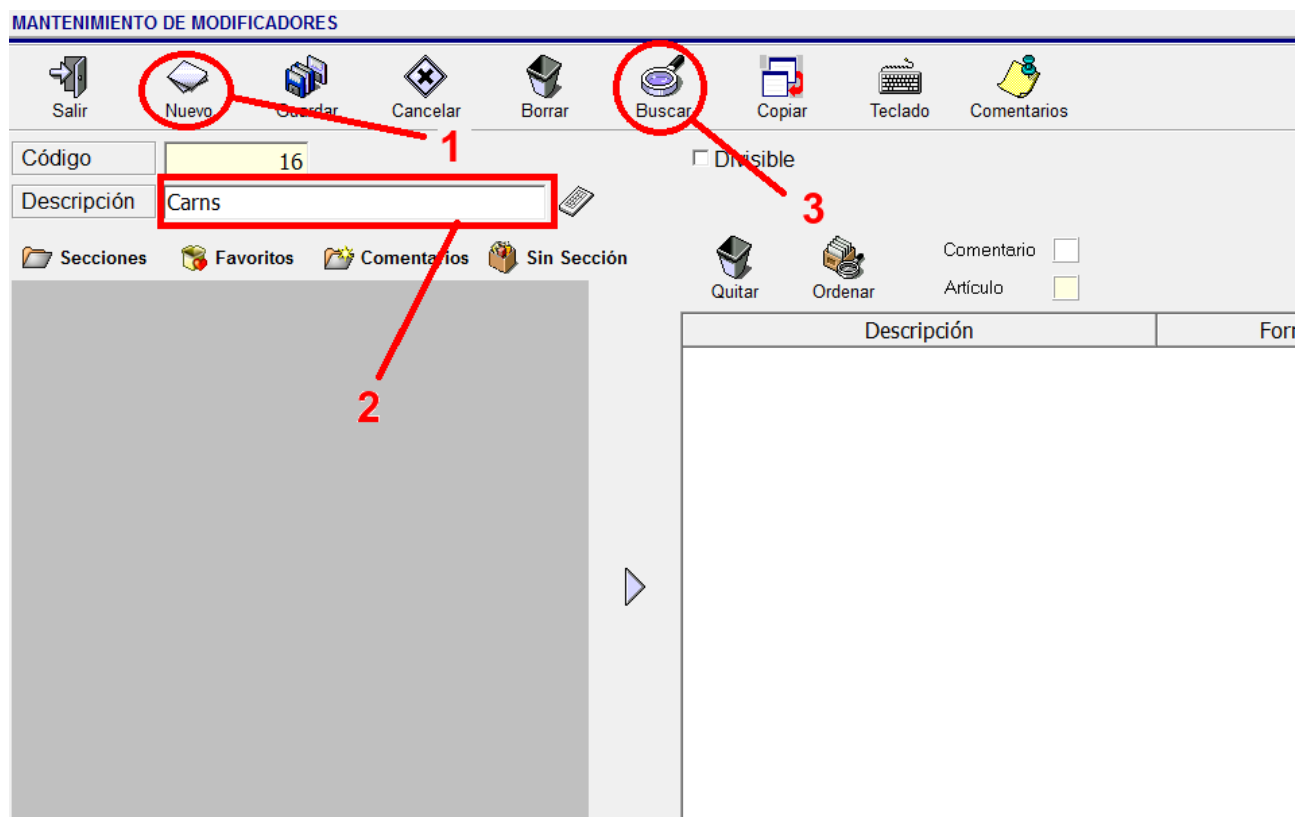 MANTENIMIENTO DE MODIFICADORES
Salir Nuevo Guardar Cancelar Borrar Buscar Copiar Teclado Comentarios
1
Código 16 Divisible
Descripción Carns
3
Secciones Favoritos Comentarios Sin Sección
Quitar Ordenar
Comentario
Artículo
Descripción
2